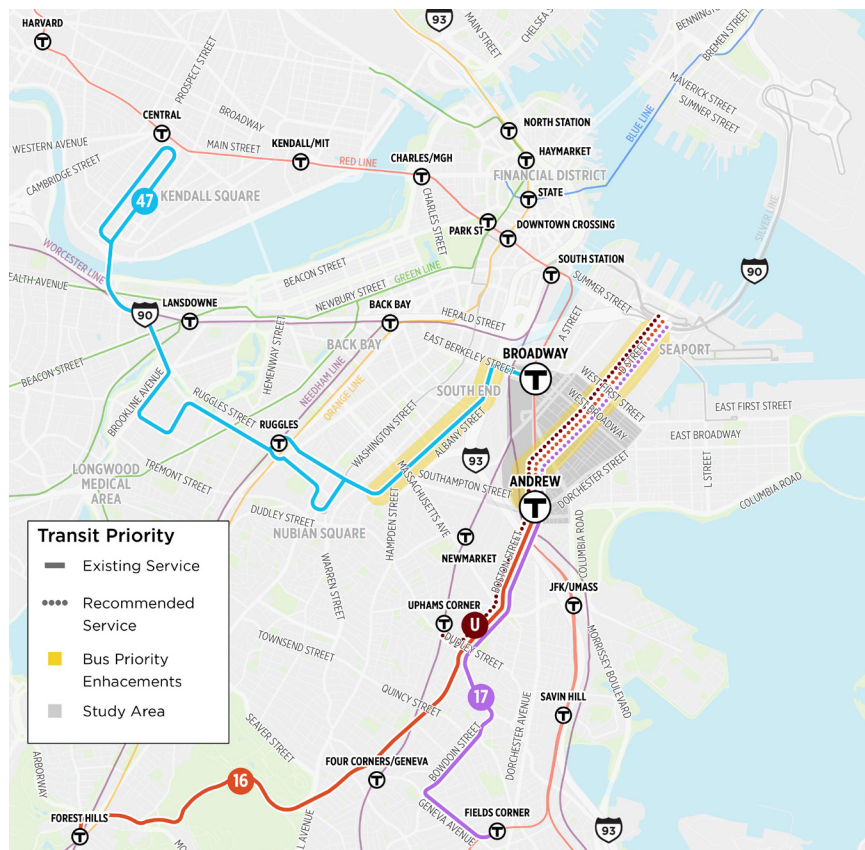 HARVARD
93
MAIN STREET
CHELSEA ST
BENNINGTON
BREMEN STREET
PROSPECT STREET
MAVERICK STREET
SUMNER STREET
CENTRAL
BROADWAY
NORTH STATION
WESTERN AVENUE
MAIN STREET
KENDALL/MIT
BLUE LINE
HAYMARKET
CAMBRIDGE STREET
RED LINE
CHARLES/MGH
FINANCIAL DISTRICT
47
KENDALL SQUARE
CHARLES STREET
STATE
PARK ST
DOWNTOWN CROSSING
SILVER LINE
WORCESTER LINE
BEACON STREET
GREEN LINE
SOUTH STATION
SUMMER STREET
90
EALTH AVENUE
NEWBURY STREET
LANSDOWNE
90
BACK BAY
HERALD STREET
A STREET
BACK BAY
EAST BERKELEY STREET
BROADWAY
T
D STREET
SEAPORT
BEACON STREET
HEMENWAY STREET
NEEDHAM LINE
ORANGE LINE
SOUTH END
WEST FIRST STREET
WEST BROADWAY
EAST FIRST STREET
BROOKLINE AVENUE
RUGGLES STREET
RUGGLES
WASHINGTON STREET
ALBANY STREET
EAST BROADWAY
93
LONGWOOD
MEDICAL
AREA
TREMONT STREET
MASSACHUSETTS AVE
SOUTHAMPTON STREET
ANDREW
T
DORCHESTER STREET
L STREET
COLUMBIA ROAD
DUDLEY STREET
NUBIAN SQUARE
HAMPDEN STREET
COLUMBIA ROAD
Transit Priority
Existing Service
Recommended
Service
Bus Priority
Enhacements
Study Area
WARREN STREET
NEWMARKET
BOSTON STREET
JFK/UMASS
UPHAMS CORNER
U
DUDLEY STREET
MORRISSEY BOULEVARD
TOWNSEND STREET
QUINCY STREET
17
SAVIN HILL
SEAVER STREET
DORCHESTER AVENUE
BOWDOIN STREET
FOUR CORNERS/GENEVA
ARBORWAY
16
FOREST HILLS
L AVENUE
GENEVA AVENUE
FIELDS CORNER
93